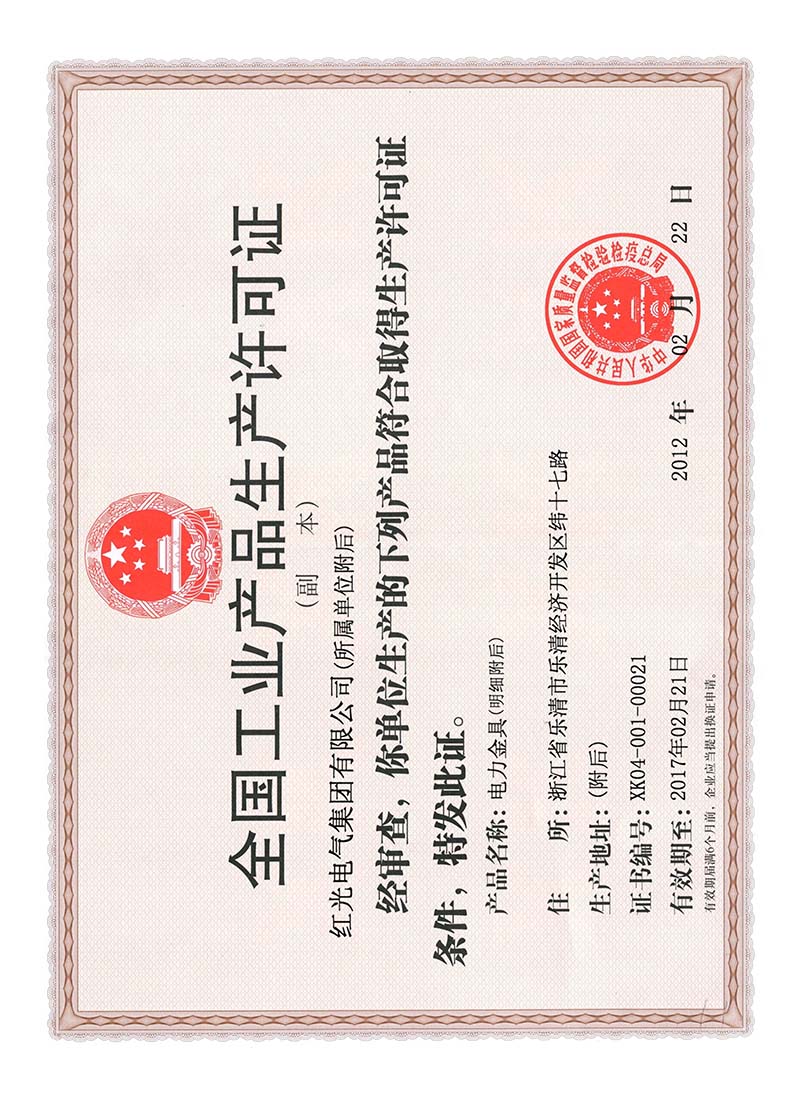 全国工业产品生产许可证
(副 本)
红光电气集团有限公司(所属单位附后)
经审查，你单位生产的下列产品符合取得生产许可证
条件，特发此证。
产品名称：电力金具(明细附后)
住 所：浙江省乐清市乐清经济开发区纬十七路
生产地址：(附后)
证书编号：XK04-001-00021
有效期至：2017年02月21日
有效期届满6个月前，企业应当提出换证申请。
中华人民共和国国家质量监督检验检疫总局
2012 年 02 月 22 日